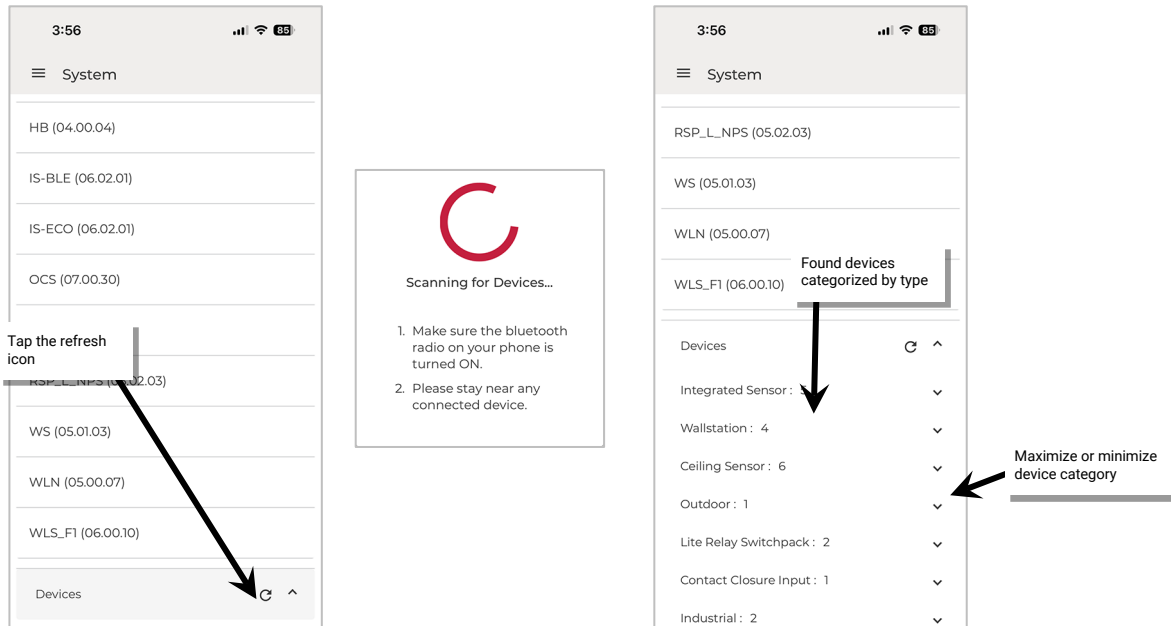 3:56
85
System
HB (04.00.04)
IS-BLE (06.02.01)
IS-ECO (06.02.01)
OCS (07.00.30)
Tap the refresh
icon
02.03)
WS (05.01.03)
WLN (05.00.07)
WLS_F1 (06.00.10)
Devices
Scanning for Devices...
1. Make sure the bluetooth
radio on your phone is
turned ON.
2. Please stay near any
connected device.
3:56
85
System
RSP_L_NPS (05.02.03)
WS (05.01.03)
WLN (05.00.07)
WLS_F1 (06.00.10)
Found devices
categorized by type
Devices
Integrated Sensor :
Wallstation : 4
Ceiling Sensor : 6
Outdoor : 1
Lite Relay Switchpack : 2
Contact Closure Input : 1
Industrial : 2
Maximize or minimize
device category